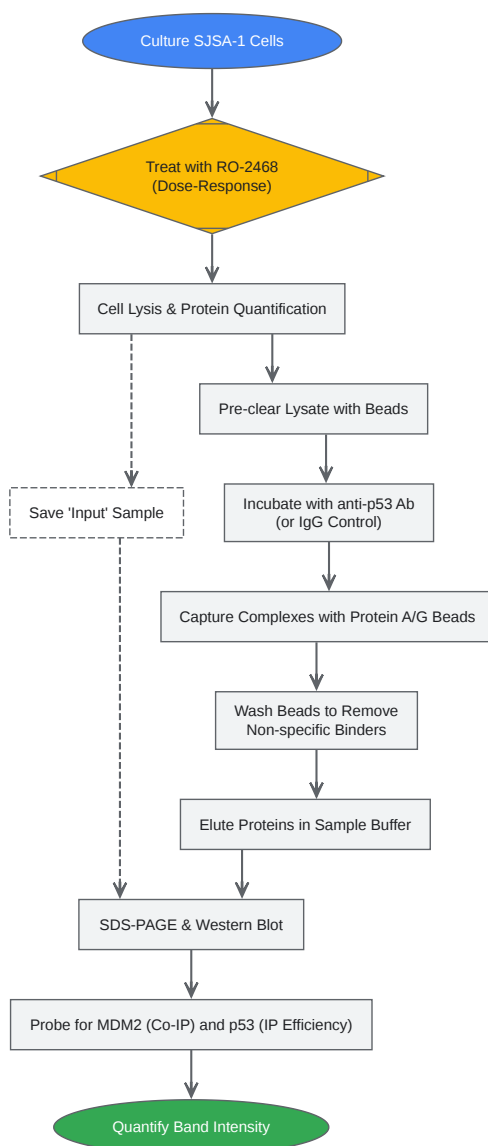 Culture SJSA-1 Cells
Treat with RO-2468
(Dose-Response)
Cell Lysis & Protein Quantification
Pre-clear Lysate with Beads
Save 'Input' Sample
Incubate with anti-p53 Ab
(or IgG Control)
Capture Complexes with Protein A/G Beads
Wash Beads to Remove
Non-specific Binders
Elute Proteins in Sample Buffer
SDS-PAGE & Western Blot
Probe for MDM2 (Co-IP) and p53 (IP Efficiency)
Quantify Band Intensity